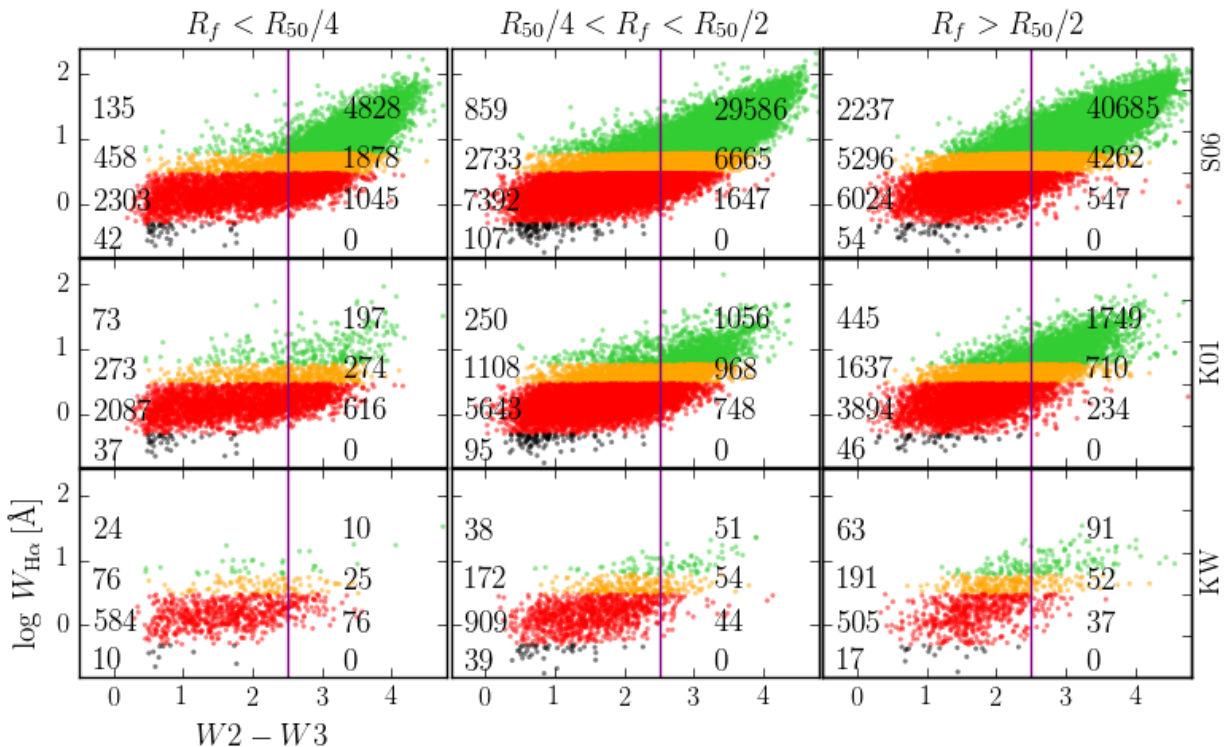 R_f < R_50/4 R_50/4 < R_f < R_50/2 R_f > R_50/2
2 135 4828 859 29586 2237 40685
1 458 1878 2733 6665 5296 4262 S06
0 2303 1045 7392 1647 6024 547
42 0 107 0 54 0
2 73 197 250 1056 445 1749
1 273 274 1108 968 1637 710 K01
0 2087 616 5643 748 3894 234
37 0 95 0 46 0
2 24 10 38 51 63 91
1 76 25 172 54 191 52 KW
0 584 76 909 44 505 37
10 0 39 0 17 0
log W_Hα [Å]
0 1 2 3 4 0 1 2 3 4 0 1 2 3 4
W2 − W3